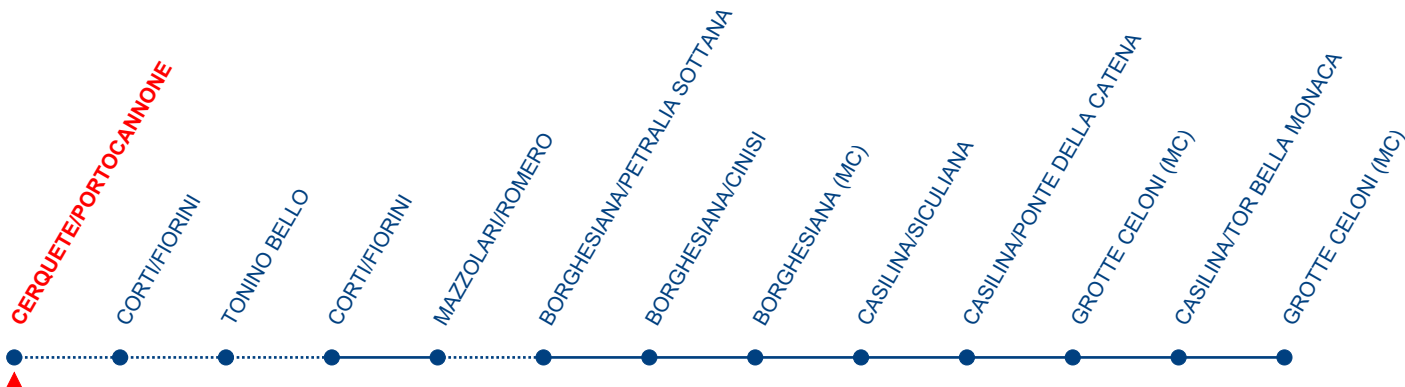 CERQUETE/PORTOCANNONE
CORTI/FIORINI
TONINO BELLO
CORTI/FIORINI
MAZZOLARI/ROMERO
BORGHESIANA/PETRALIA SOTTANA
BORGHESIANA/CINISI
BORGHESIANA (MC)
CASILINA/SICULIANA
CASILINA/PONTE DELLA CATENA
GROTTE CELONI (MC)
CASILINA/TOR BELLA MONACA
GROTTE CELONI (MC)